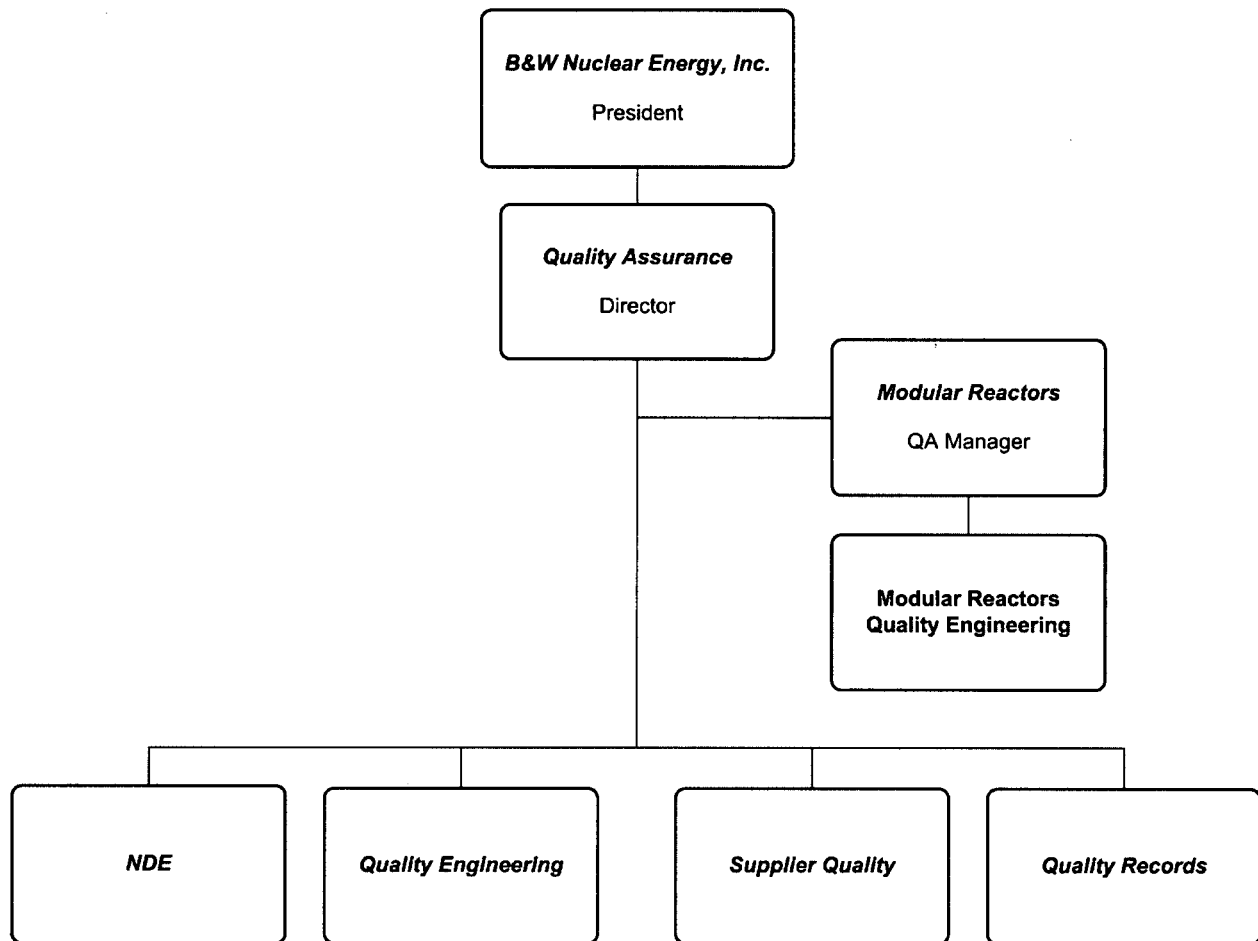 B&W Nuclear Energy, Inc.
President
Quality Assurance
Director
Modular Reactors
QA Manager
Modular Reactors
Quality Engineering
NDE
Quality Engineering
Supplier Quality
Quality Records